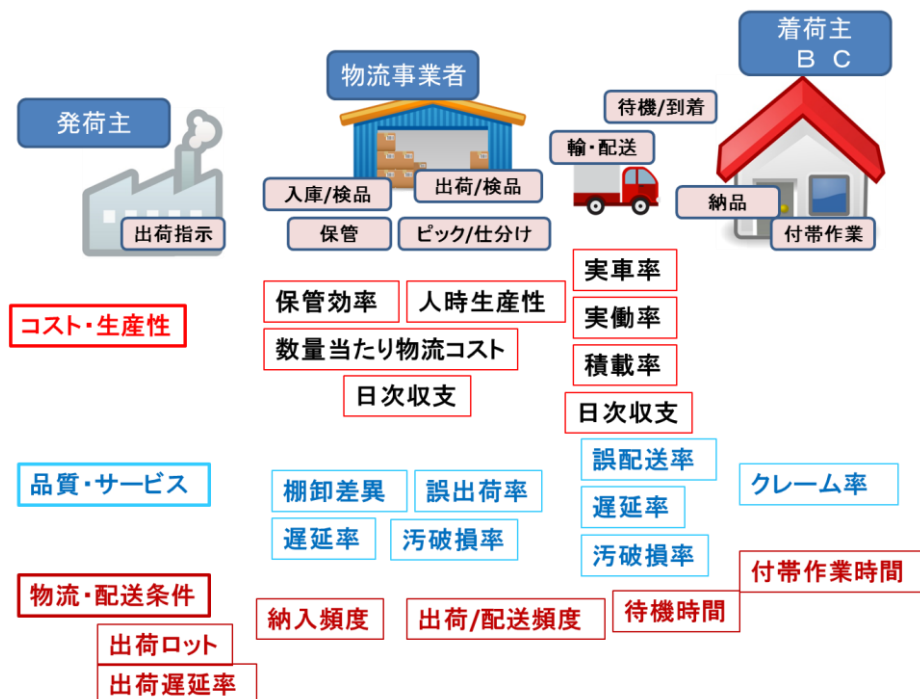 発荷主
物流事業者
着荷主
B C
待機/到着
輸・配送
入庫/検品
出荷/検品
納品
出荷指示
保管
ピック/仕分け
付帯作業
コスト・生産性
保管効率
人時生産性
実車率
実働率
数量当たり物流コスト
積載率
日次収支
日次収支
品質・サービス
棚卸差異
誤出荷率
誤配送率
クレーム率
遅延率
汚破損率
遅延率
汚破損率
物流・配送条件
付帯作業時間
納入頻度
出荷/配送頻度
待機時間
出荷ロット
出荷遅延率